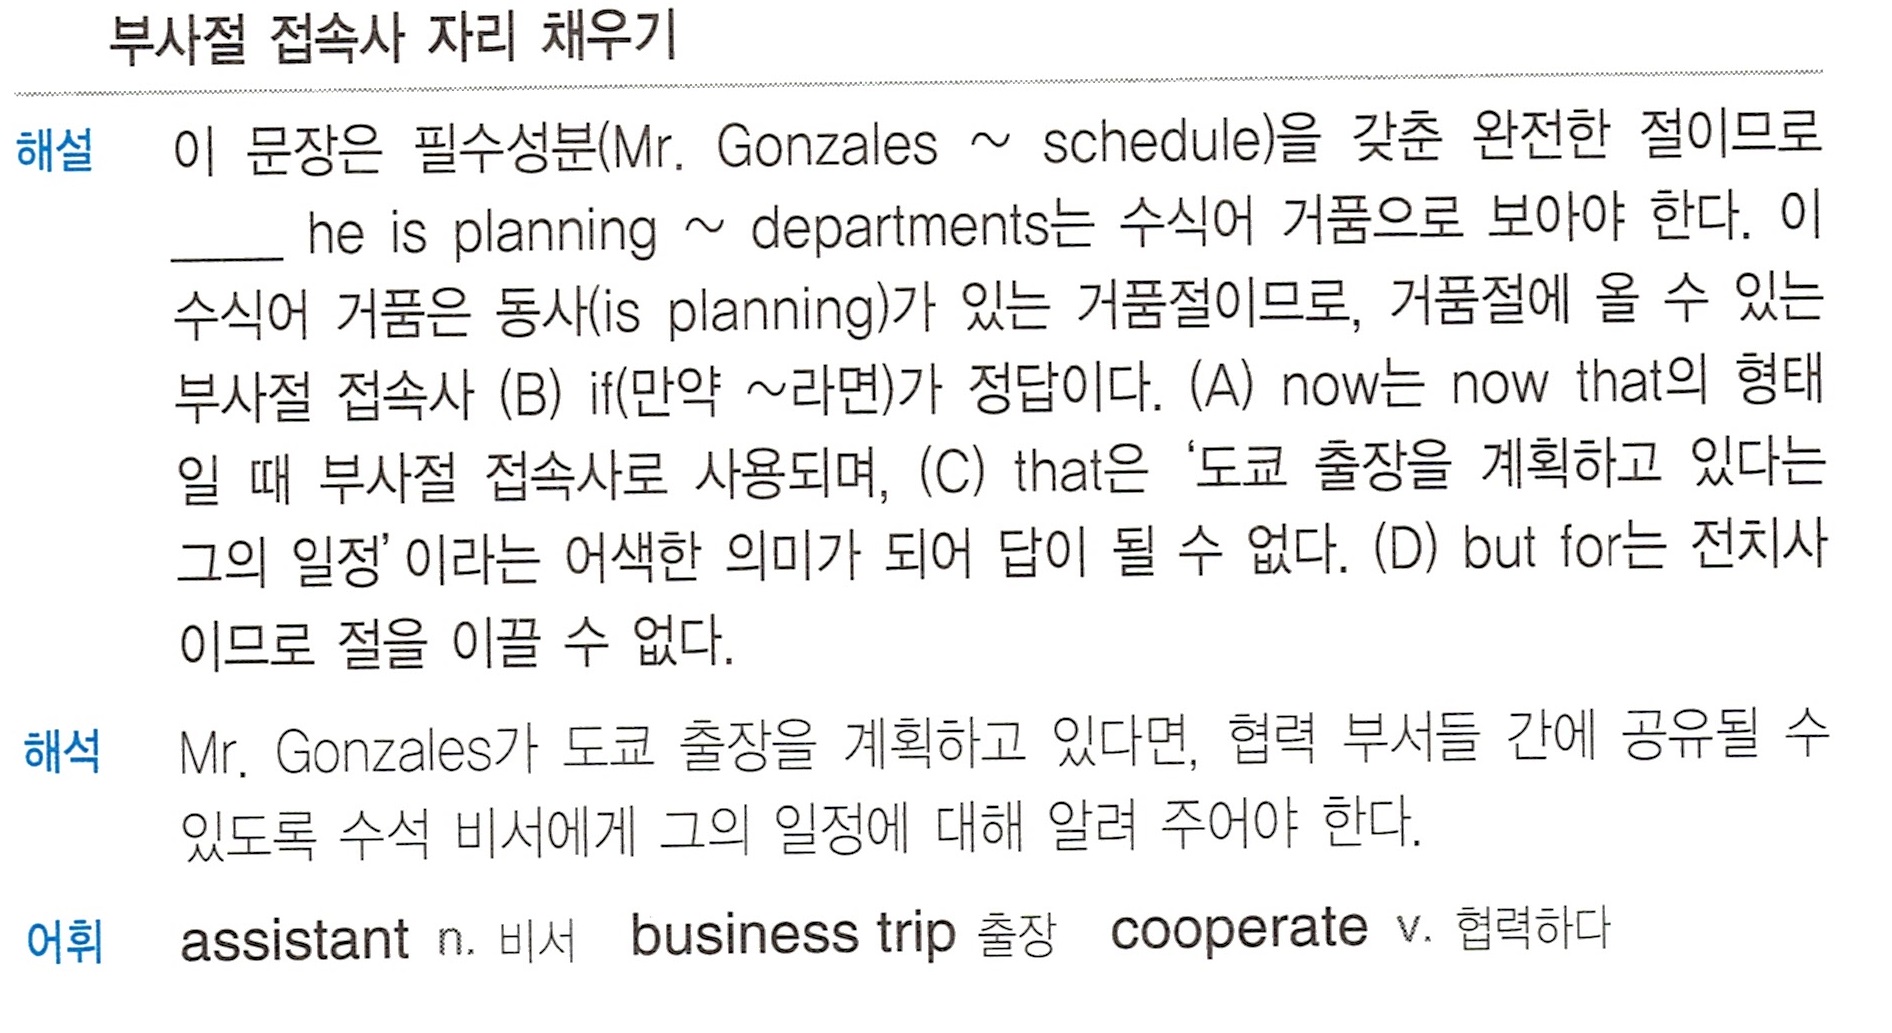 부사절 접속사 자리 채우기
해설 이 문장은 필수성분(Mr. Gonzales ~ schedule)을 갖춘 완전한 절이므로
____ he is planning ~ departments는 수식어 거품으로 보아야 한다. 이
수식어 거품은 동사(is planning)가 있는 거품절이므로, 거품절에 올 수 있는
부사절 접속사 (B) if(만약 ~라면)가 정답이다. (A) now는 now that의 형태
일 때 부사절 접속사로 사용되며, (C) that은 ‘도쿄 출장을 계획하고 있다는
그의 일정’이라는 어색한 의미가 되어 답이 될 수 없다. (D) but for는 전치사
이므로 절을 이끌 수 없다.
해석 Mr. Gonzales가 도쿄 출장을 계획하고 있다면, 협력 부서들 간에 공유될 수
있도록 수석 비서에게 그의 일정에 대해 알려 주어야 한다.
어휘 assistant n. 비서 business trip 출장 cooperate v. 협력하다